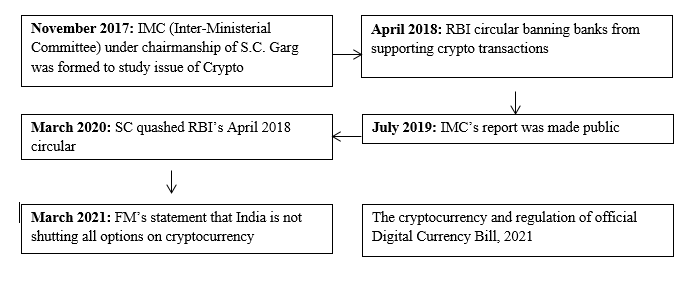 November 2017: IMC (Inter-Ministerial
Committee) under chairmanship of S.C. Garg
was formed to study issue of Crypto
April 2018: RBI circular banning banks from
supporting crypto transactions
July 2019: IMC's report was made public
March 2020: SC quashed RBI's April 2018
circular
March 2021: FM's statement that India is not
shutting all options on cryptocurrency
The cryptocurrency and regulation of official
Digital Currency Bill, 2021